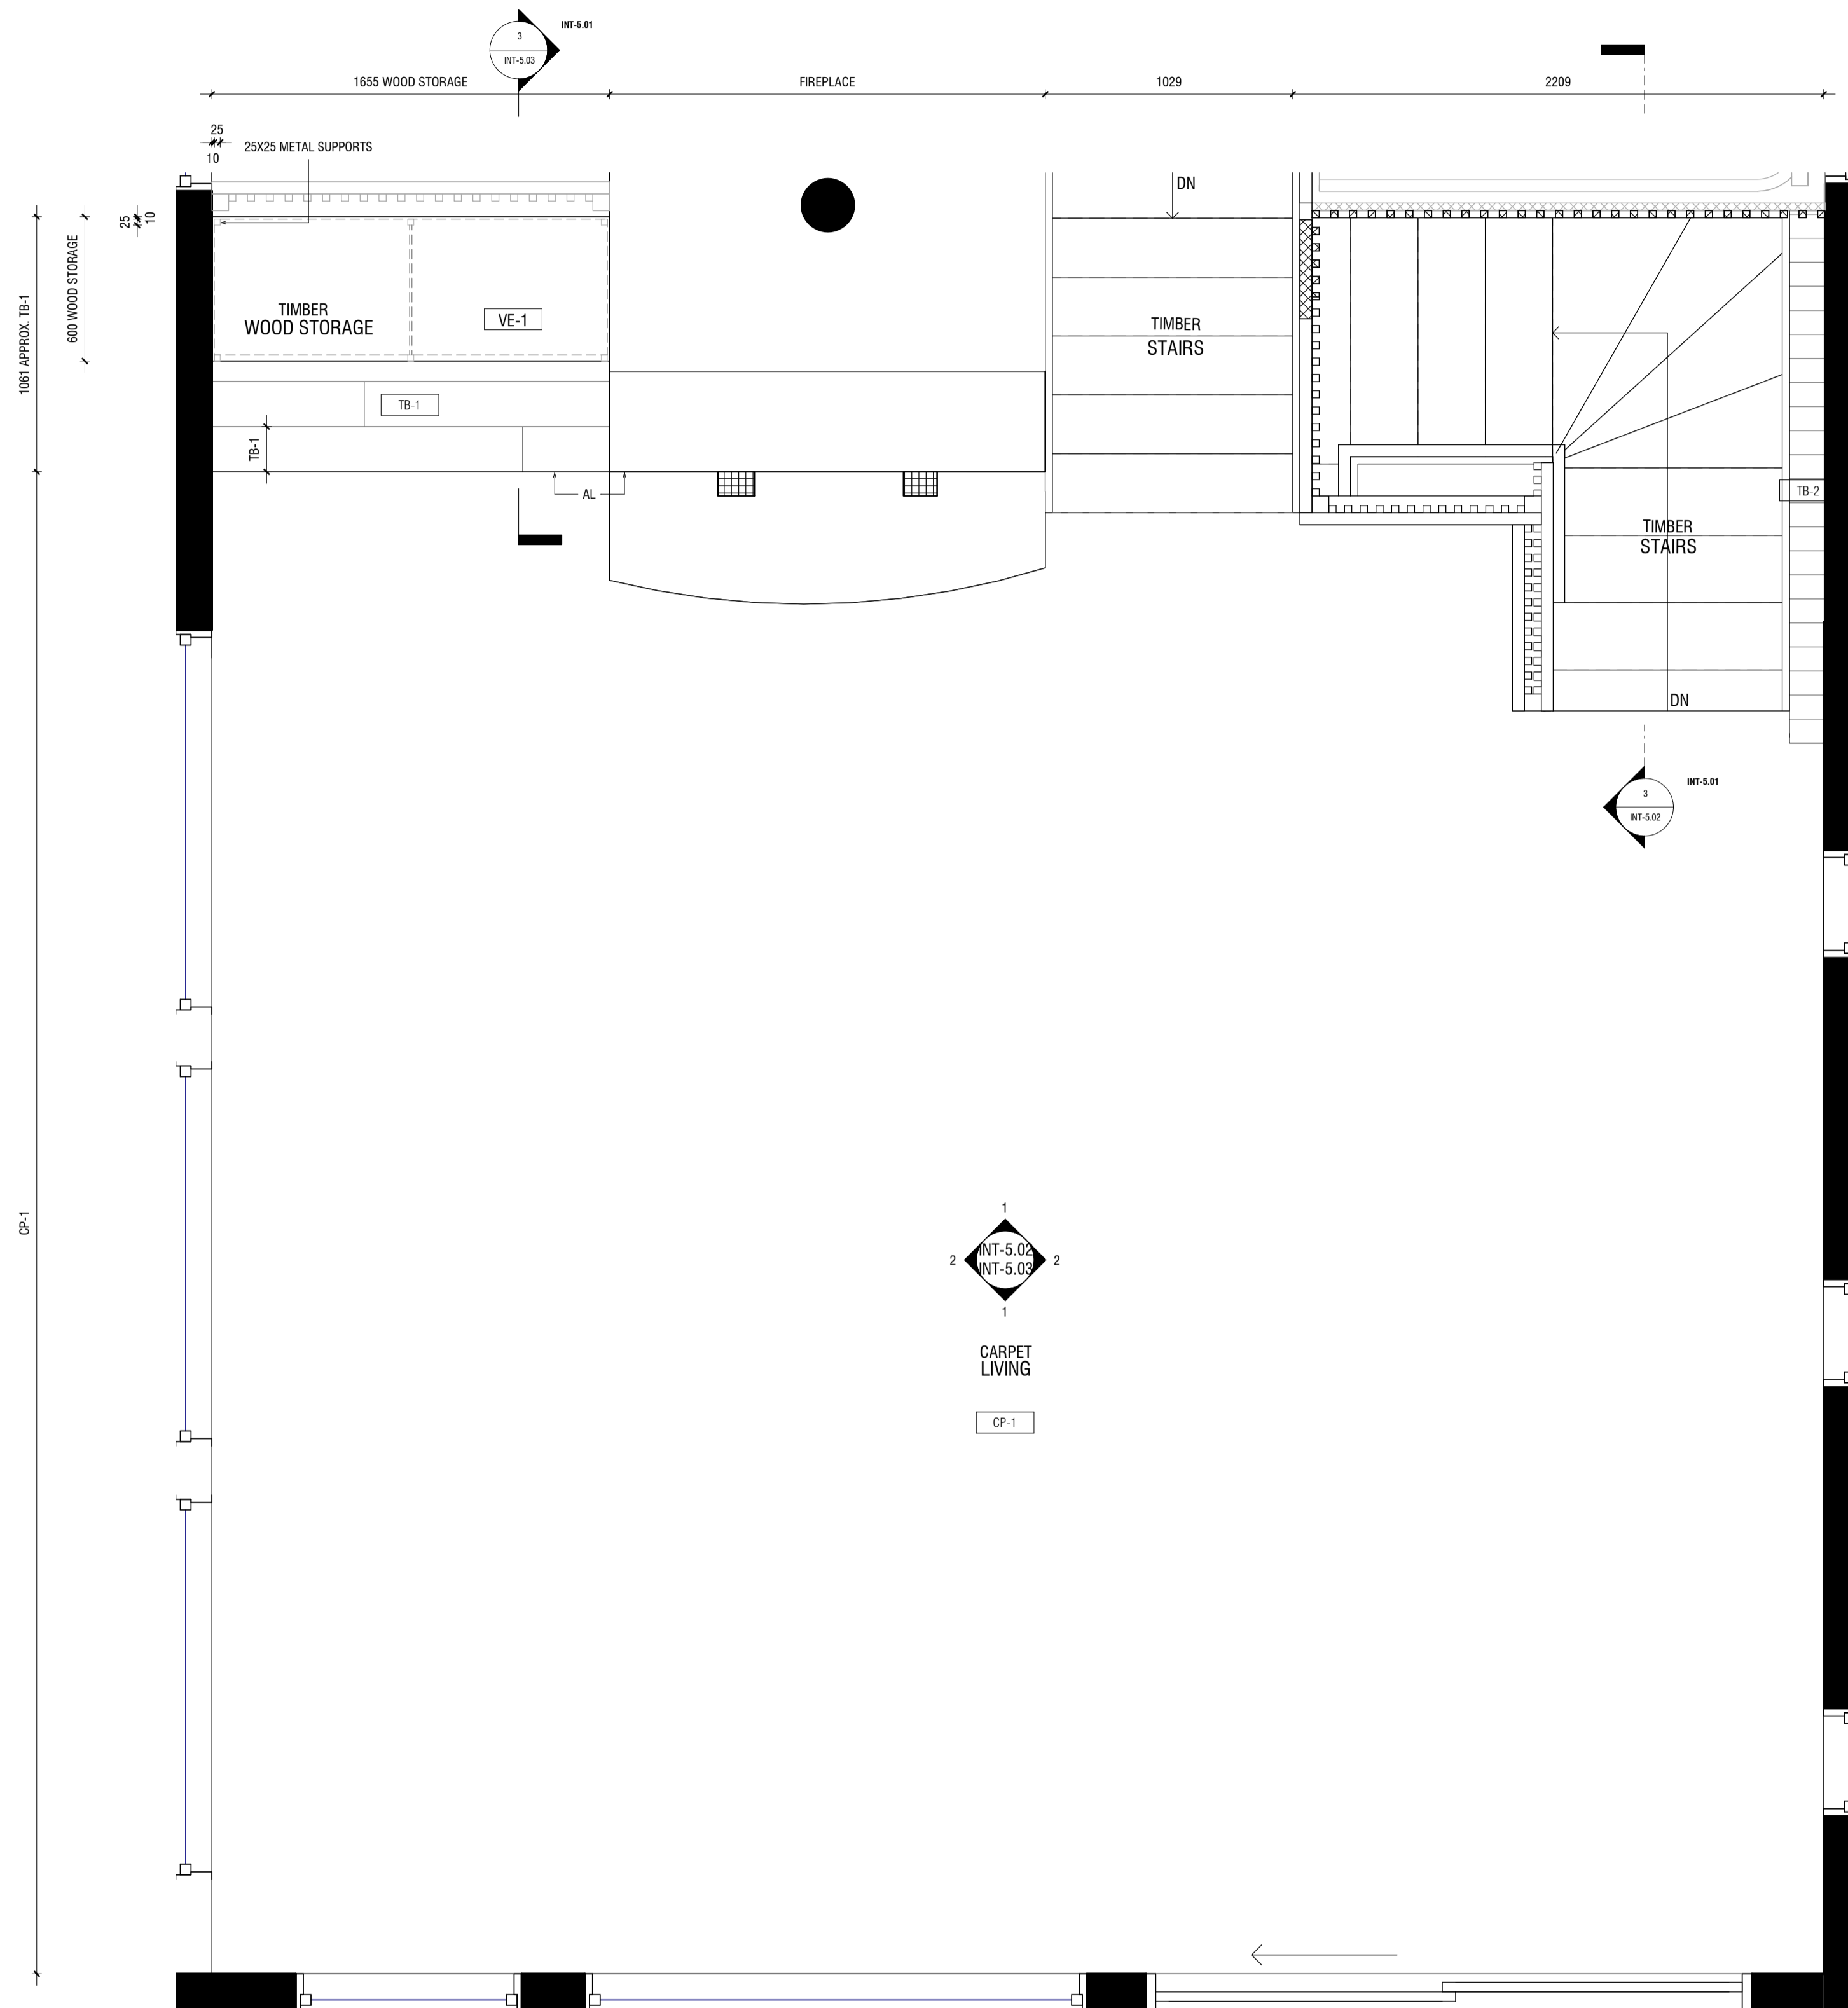 3
INT-5.03
INT-5.01
1655 WOOD STORAGE
FIREPLACE
1029
2209
25
10
25X25 METAL SUPPORTS
DN
25
10
600 WOOD STORAGE
1061 APPROX. TB-1
TIMBER
WOOD STORAGE
VE-1
TIMBER
STAIRS
TB-1
TB-1
AL
TB-2
TIMBER
STAIRS
DN
INT-5.01
3
INT-5.02
CP-1
1
2
INT-5.02
INT-5.03
2
1
CARPET
LIVING
CP-1